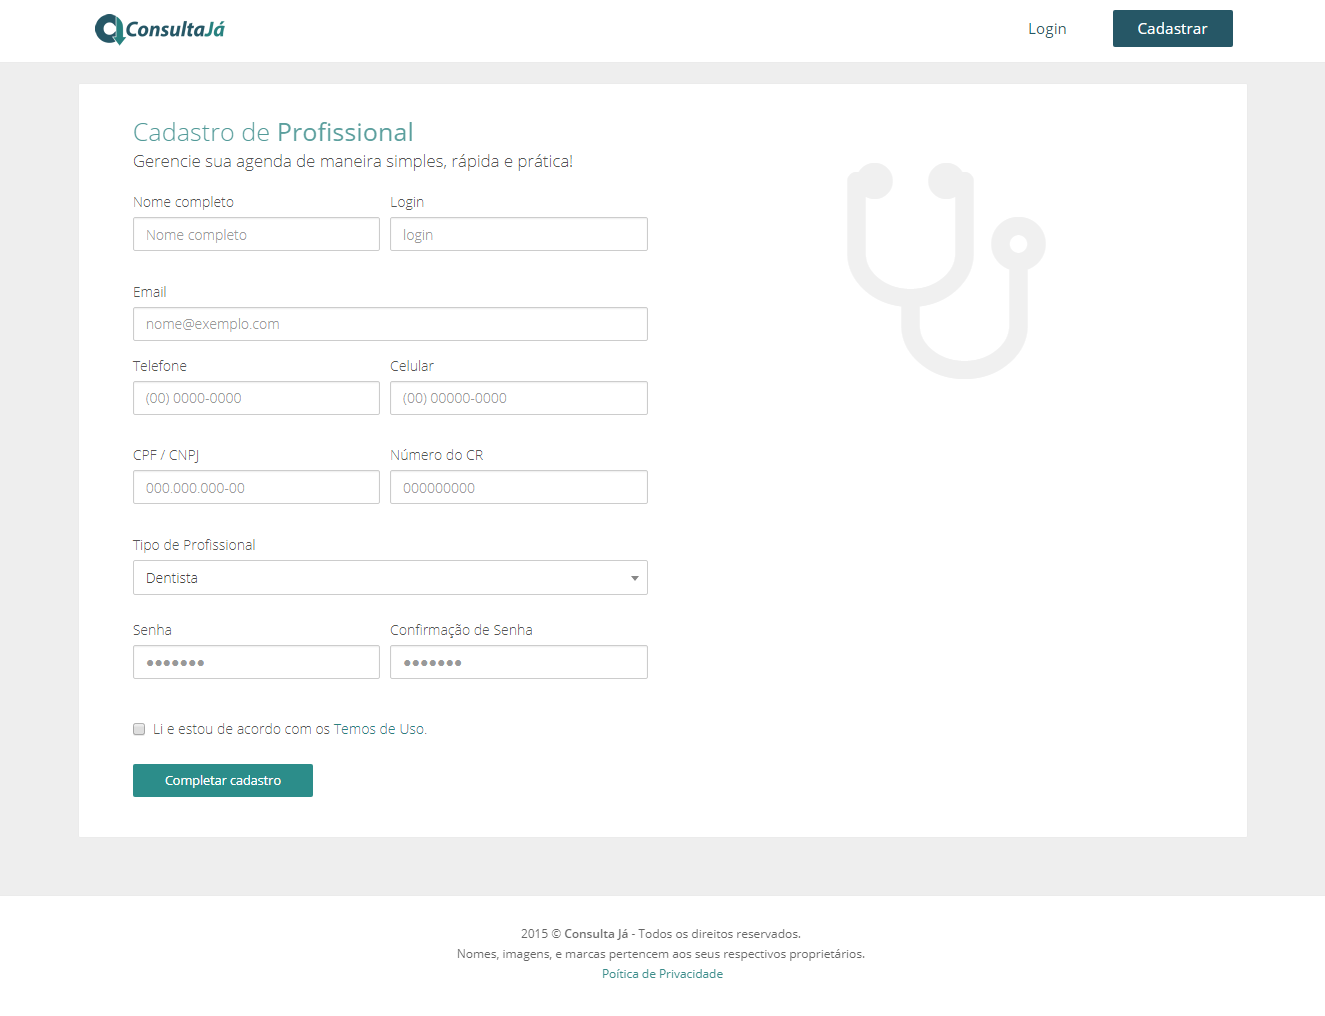 ConsultaJá
Login
Cadastrar
Cadastro de Profissional
Gerencie sua agenda de maneira simples, rápida e prática!
Nome completo
Login
Nome completo
login
Email
nome@exemplo.com
Telefone
Celular
(00) 0000-0000
(00) 00000-0000
CPF / CNPJ
Número do CR
000.000.000-00
000000000
Tipo de Profissional
Dentista
Senha
Confirmação de Senha
●●●●●●●
●●●●●●●
Li e estou de acordo com os Temos de Uso.
Completar cadastro
2015 © Consulta Já - Todos os direitos reservados.
Nomes, imagens, e marcas pertencem aos seus respectivos proprietários.
Poítica de Privacidade